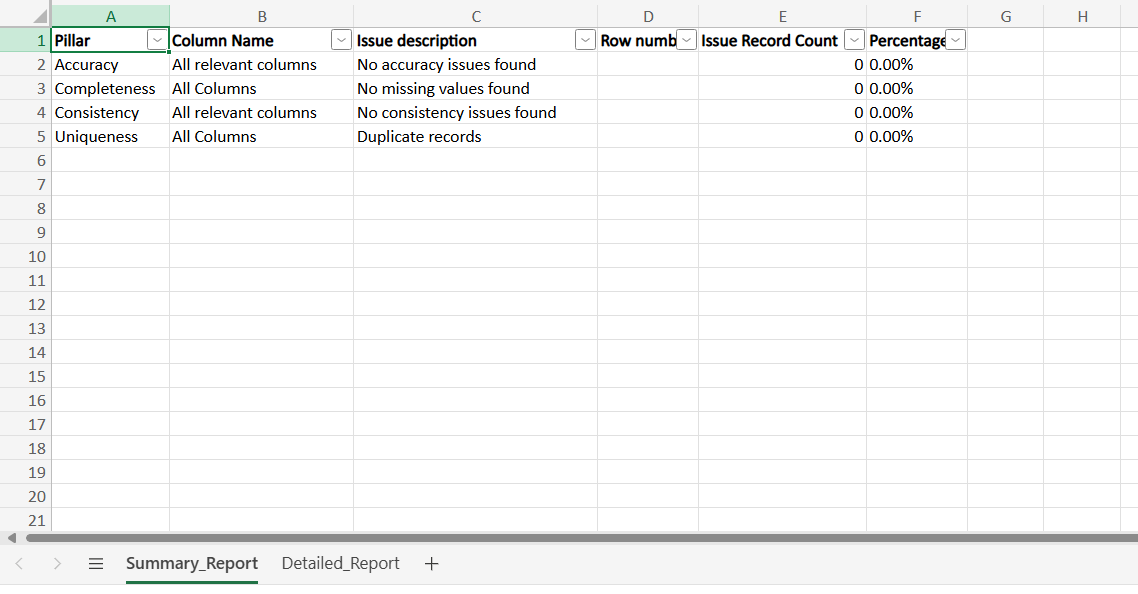 A B C D E F G H
1 Pillar Column Name Issue description Row numb Issue Record Count Percentage
2 Accuracy All relevant columns No accuracy issues found 0 0.00%
3 Completeness All Columns No missing values found 0 0.00%
4 Consistency All relevant columns No consistency issues found 0 0.00%
5 Uniqueness All Columns Duplicate records 0 0.00%
6
7
8
9
10
11
12
13
14
15
16
17
18
19
20
21
Summary_Report Detailed_Report +